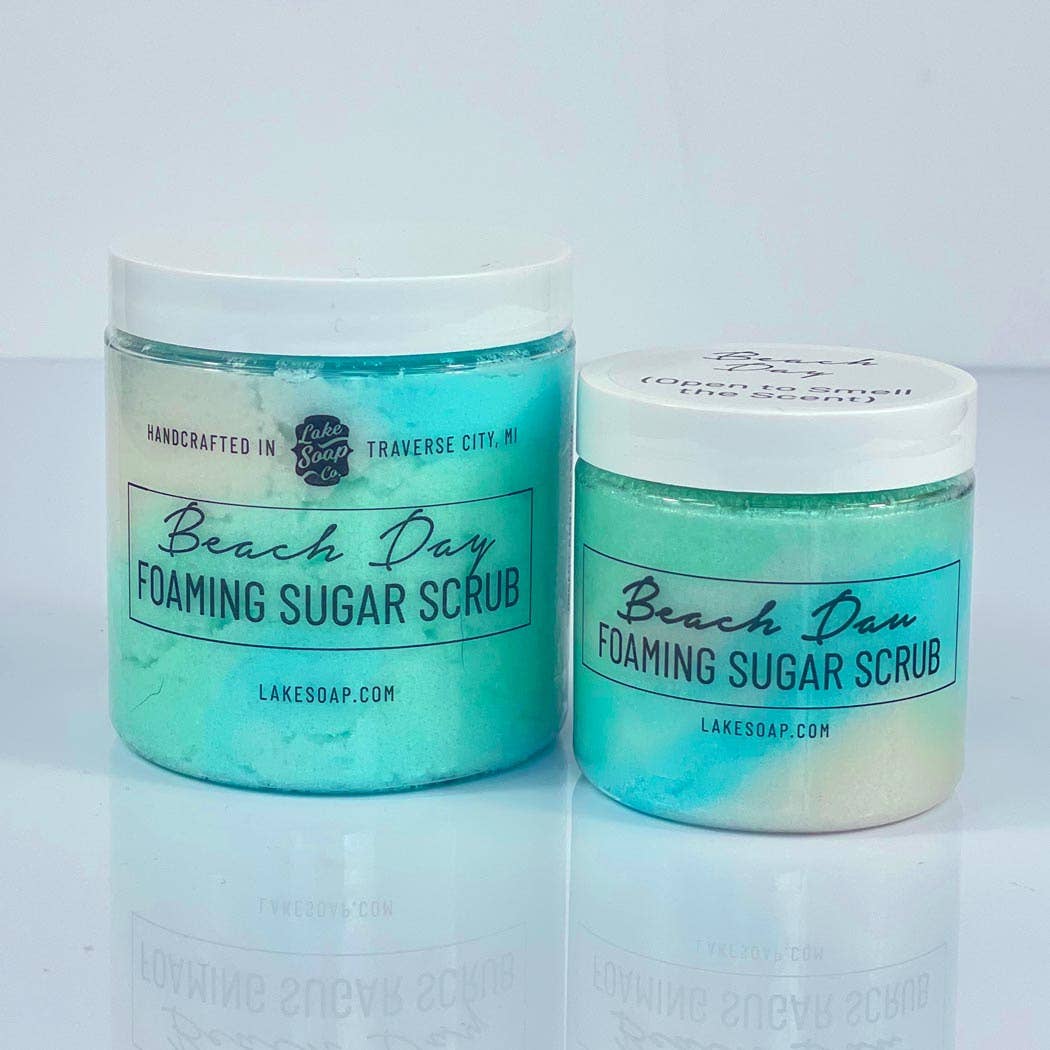 HANDCRAFTED IN
Lake
Soap
Co.
TRAVERSE CITY, MI
Beach Day
FOAMING SUGAR SCRUB
LAKESOAP.COM
Beach
Day
(Open to Smell
the Scent)
Beach Day
FOAMING SUGAR SCRUB
LAKESOAP.COM